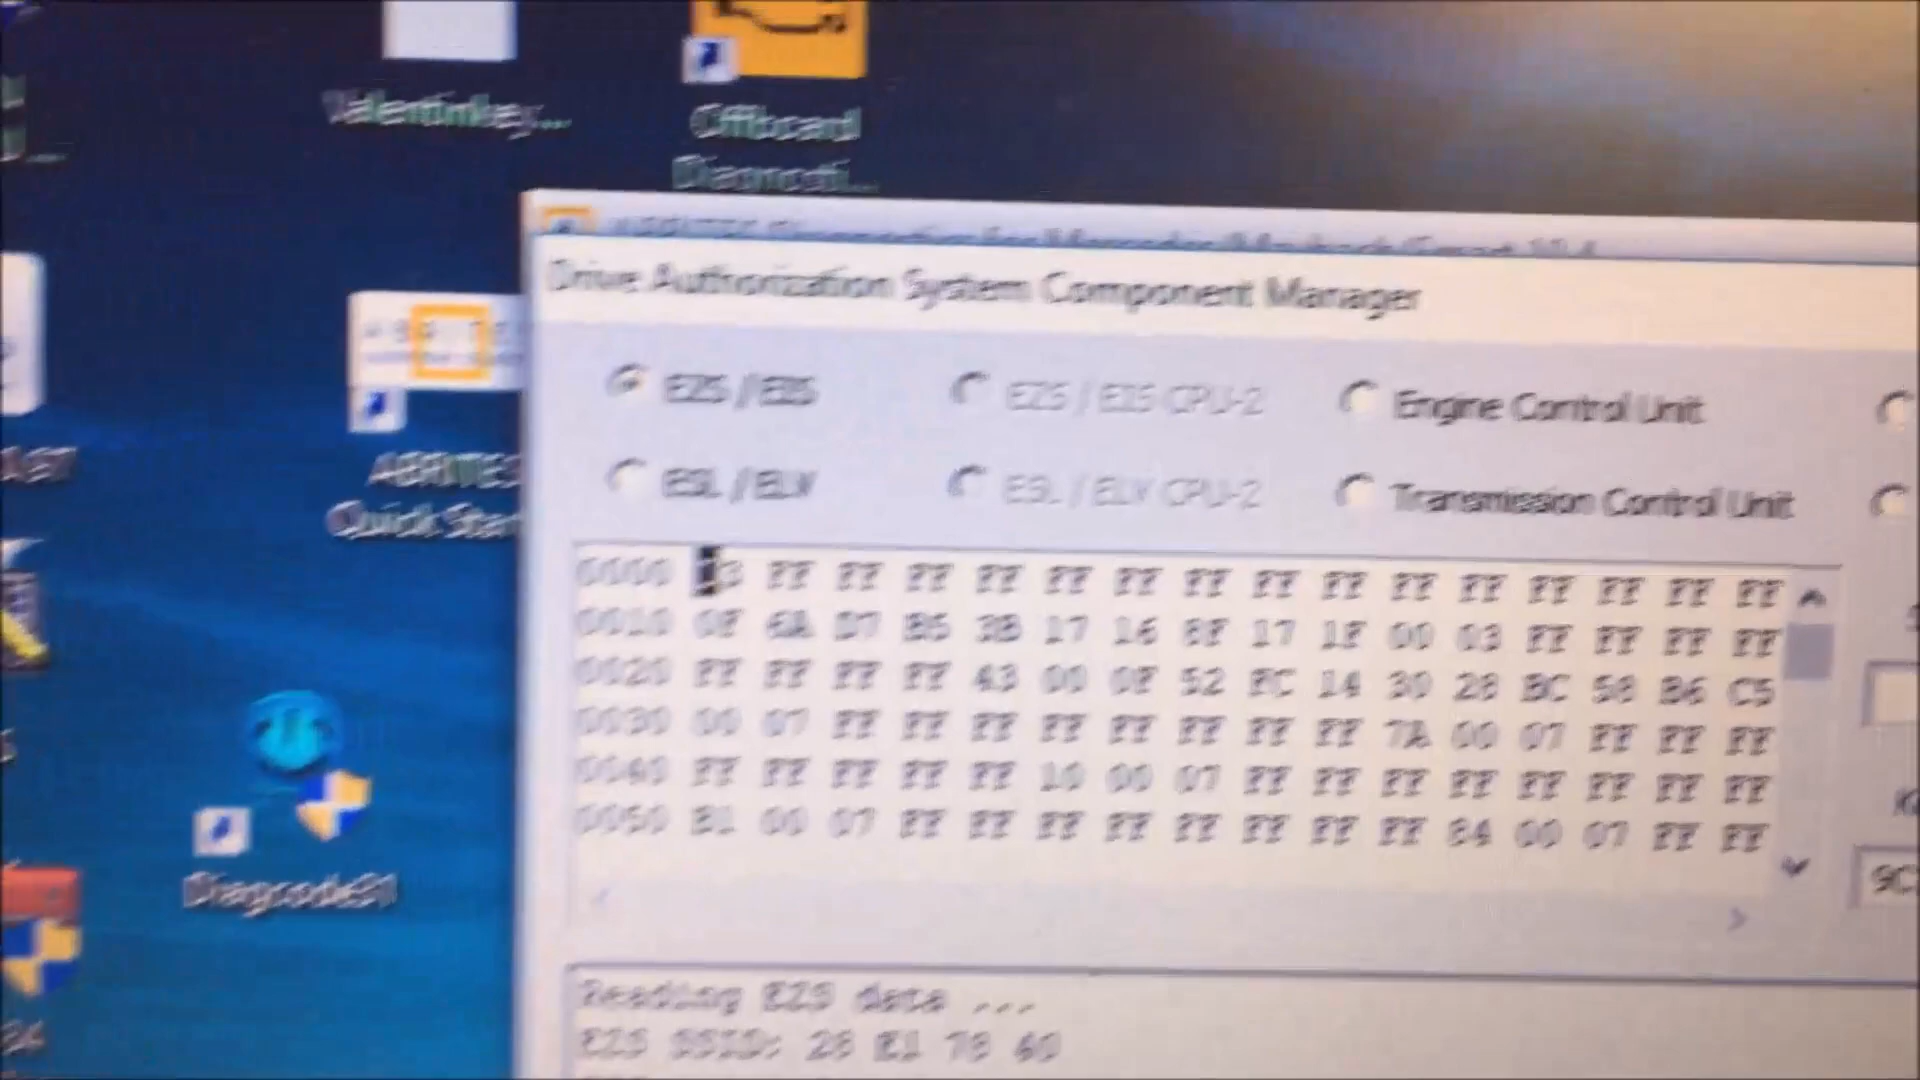 Valentinkey...
Offboard
Diagnosti...
ABRITES
Quick Star
Diagcode91
Drive Authorization System Component Manager
EZS / EIS
EZS / EIS CPU-2
Engine Control Unit
ESL / ELV
ESL / ELV CPU-2
Transmission Control Unit
0000 FF FF FF FF FF FF FF FF FF FF FF FF FF FF FF
0010 0F 6A D7 B5 3B 17 16 8F 17 1F 00 03 FF FF FF FF
0020 FF FF FF FF 43 00 0F 52 FC 14 30 28 BC 58 B6 C5
0030 00 07 FF FF FF FF FF FF FF FF 7A 00 07 FF FF FF
0040 FF FF FF FF FF 10 00 07 FF FF FF FF FF FF FF FF
0050 B1 00 07 FF FF FF FF FF FF FF FF 84 00 07 FF FF
9C
Reading EZS data ...
EZS SSID: 28 E1 78 60